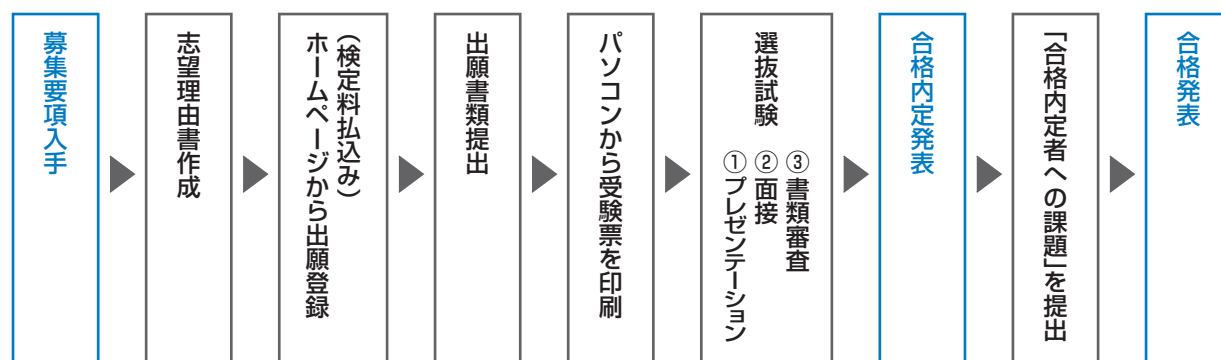 募集要項入手
志望理由書作成
ホームページから出願登録
（検定料払込み）
出願書類提出
パソコンから受験票を印刷
選抜試験
①プレゼンテーション
②面接
③書類審査
合格内定発表
「合格内定者への課題」を提出
合格発表